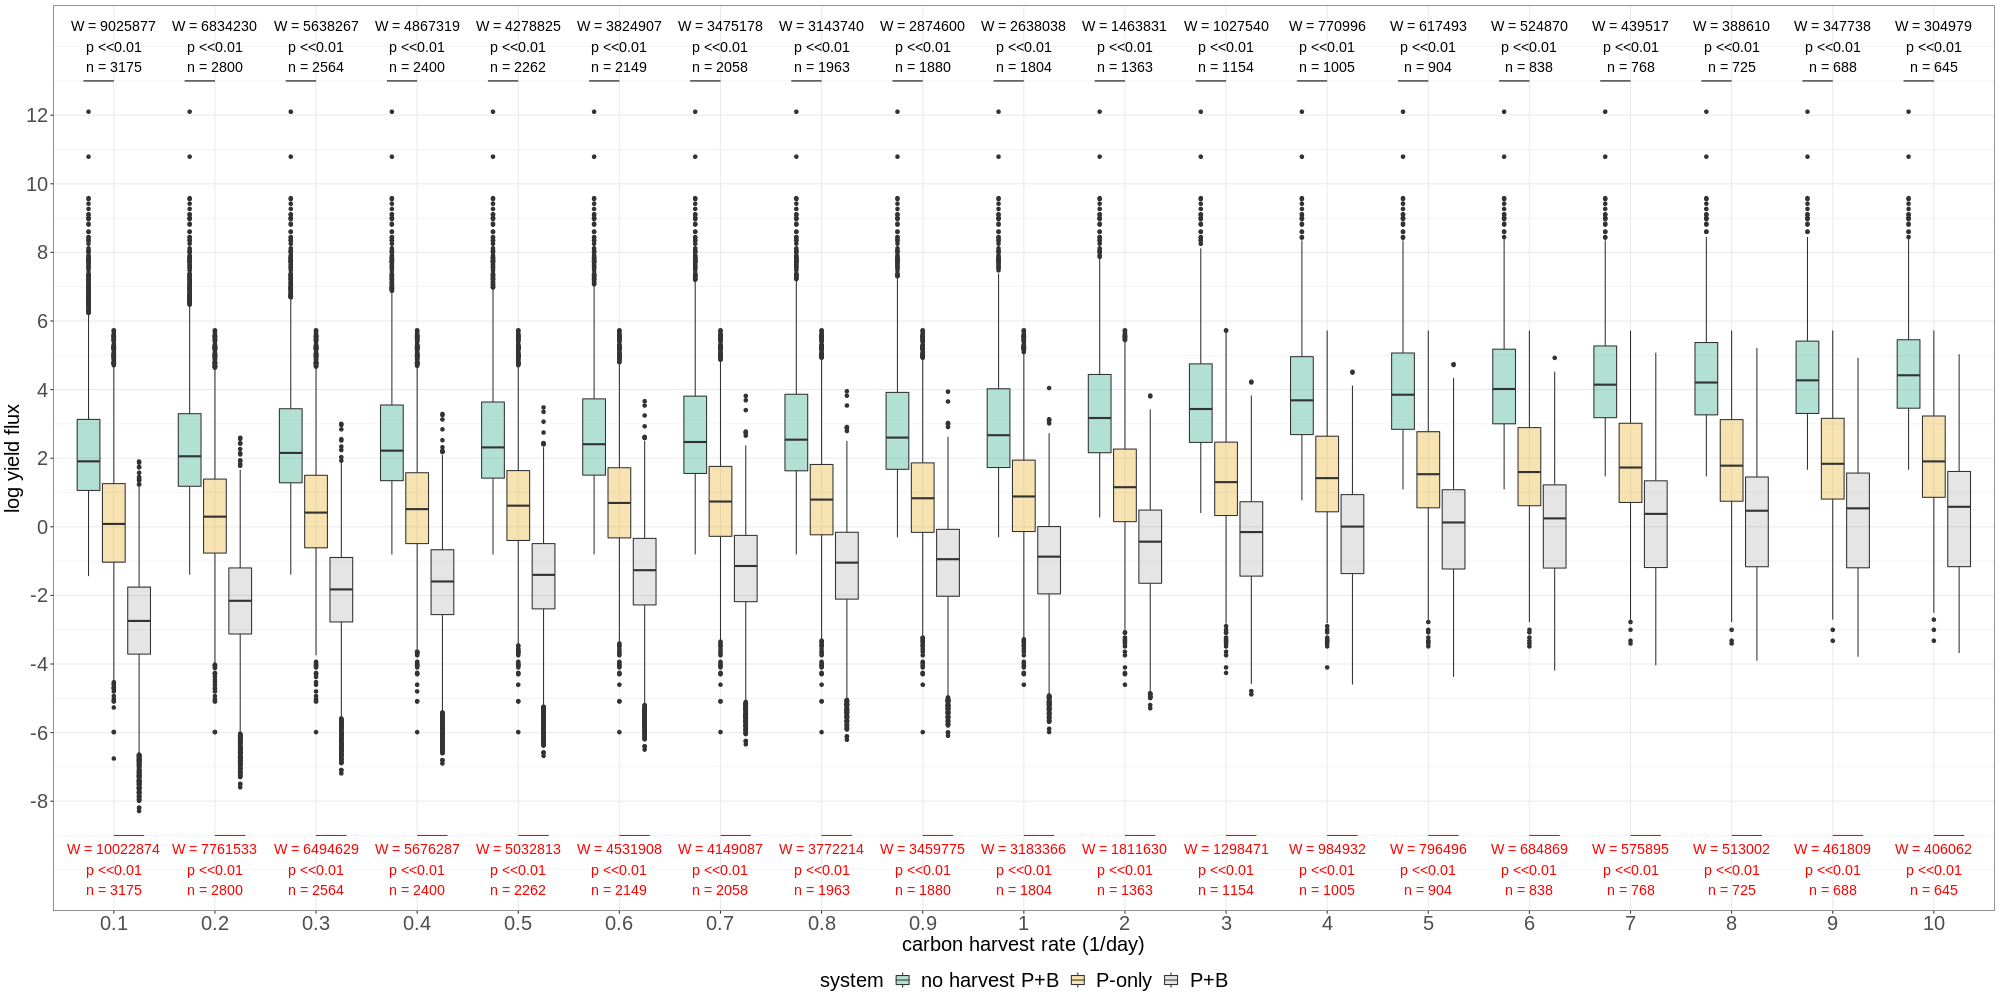 W = 9025877 W = 6834230 W = 5638267 W = 4867319 W = 4278825 W = 3824907 W = 3475178 W = 3143740 W = 2874600 W = 2638038 W = 1463831 W = 1027540 W = 770996 W = 617493 W = 524870 W = 439517 W = 388610 W = 347738 W = 304979
p <<0.01 p <<0.01 p <<0.01 p <<0.01 p <<0.01 p <<0.01 p <<0.01 p <<0.01 p <<0.01 p <<0.01 p <<0.01 p <<0.01 p <<0.01 p <<0.01 p <<0.01 p <<0.01 p <<0.01 p <<0.01 p <<0.01
n = 3175 n = 2800 n = 2564 n = 2400 n = 2262 n = 2149 n = 2058 n = 1963 n = 1880 n = 1804 n = 1363 n = 1154 n = 1005 n = 904 n = 838 n = 768 n = 725 n = 688 n = 645
12
10
8
6
4
2
0
-2
-4
-6
-8
log yield flux
W = 10022874 W = 7761533 W = 6494629 W = 5676287 W = 5032813 W = 4531908 W = 4149087 W = 3772214 W = 3459775 W = 3183366 W = 1811630 W = 1298471 W = 984932 W = 796496 W = 684869 W = 575895 W = 513002 W = 461809 W = 406062
p <<0.01 p <<0.01 p <<0.01 p <<0.01 p <<0.01 p <<0.01 p <<0.01 p <<0.01 p <<0.01 p <<0.01 p <<0.01 p <<0.01 p <<0.01 p <<0.01 p <<0.01 p <<0.01 p <<0.01 p <<0.01 p <<0.01
n = 3175 n = 2800 n = 2564 n = 2400 n = 2262 n = 2149 n = 2058 n = 1963 n = 1880 n = 1804 n = 1363 n = 1154 n = 1005 n = 904 n = 838 n = 768 n = 725 n = 688 n = 645
0.1 0.2 0.3 0.4 0.5 0.6 0.7 0.8 0.9 1 2 3 4 5 6 7 8 9 10
carbon harvest rate (1/day)
system no harvest P+B P-only P+B